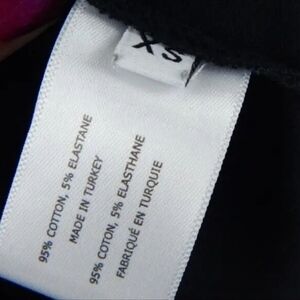 XS
95% COTTON, 5% ELASTANE
MADE IN TURKEY
95% COTON, 5% ELASTHANE
FABRIQUÉ EN TURQUIE